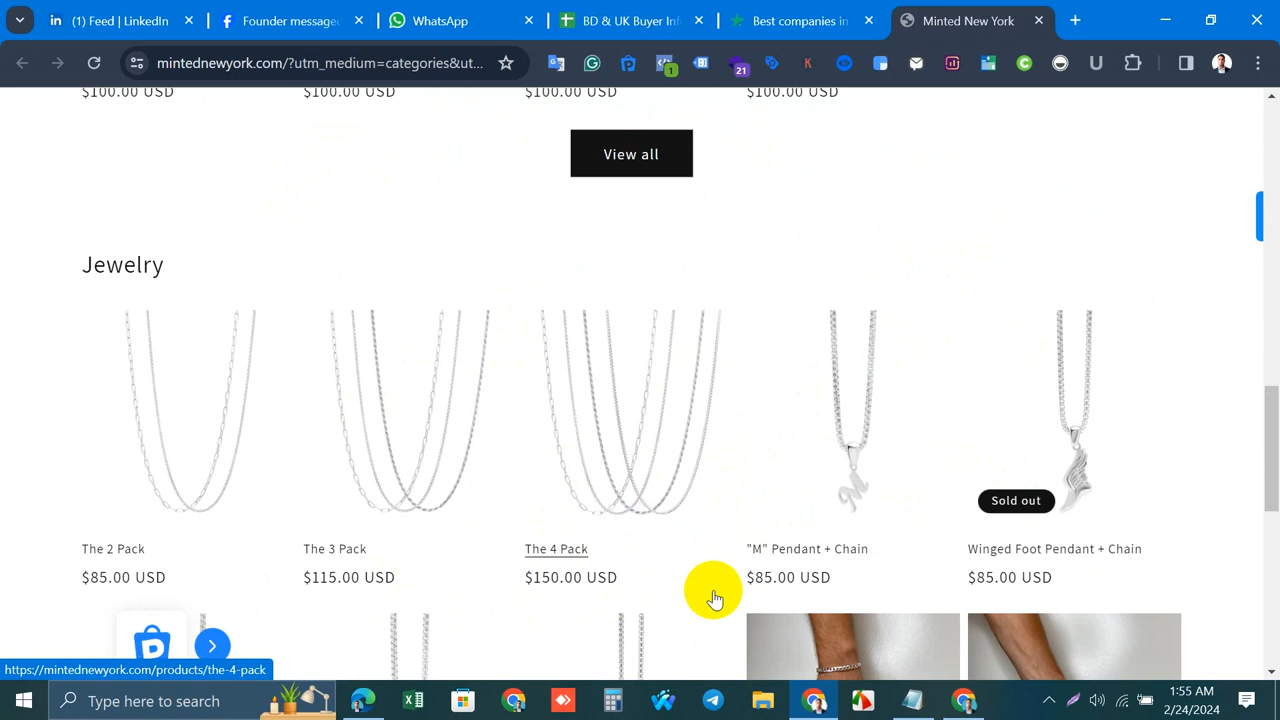 (1) Feed | LinkedIn
Founder message
WhatsApp
BD & UK Buyer Inf
Best companies in
Minted New York
mintednewyork.com/?utm_medium=categories&ut...
1
21
$100.00 USD
$100.00 USD
$100.00 USD
$100.00 USD
View all
Jewelry
Sold out
The 2 Pack
The 3 Pack
The 4 Pack
"M" Pendant + Chain
Winged Foot Pendant + Chain
$85.00 USD
$115.00 USD
$150.00 USD
$85.00 USD
$85.00 USD
https://mintednewyork.com/products/the-4-pack
Type here to search
1:55 AM
2/24/2024